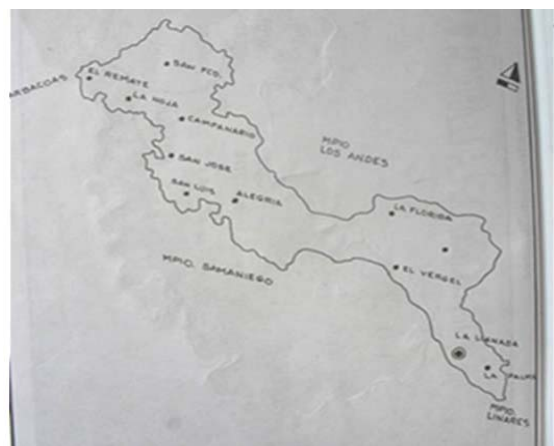 SAN FCO.
EL REMATE
LA HOJA
CAMPANARIO
MPIO.
LOS ANDES
SAN JOSE
SAN LUIS
ALEGRIA
LA FLORIDA
MPIO. SAMANIEGO
EL VERGEL
LA LLANADA
LA PALMA
MPIO.
LINARES